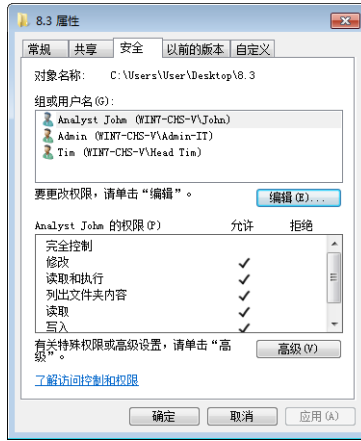 8.3 属性
常规 共享 安全 以前的版本 自定义
对象名称: C:\Users\User\Desktop\8.3
组或用户名(G):
Analyst Johm (WIN7-CHS-V\John)
Admin (WIN7-CHS-V\Admin-IT)
Tim (WIN7-CHS-V\Head Tim)
要更改权限，请单击“编辑”。 编辑(E)...
Analyst Johm 的权限(P) 允许 拒绝
完全控制
修改
读取和执行
列出文件夹内容
读取
写入
有关特殊权限或高级设置，请单击“高
级”。
高级(V)
了解访问控制和权限
确定 取消 应用(A)